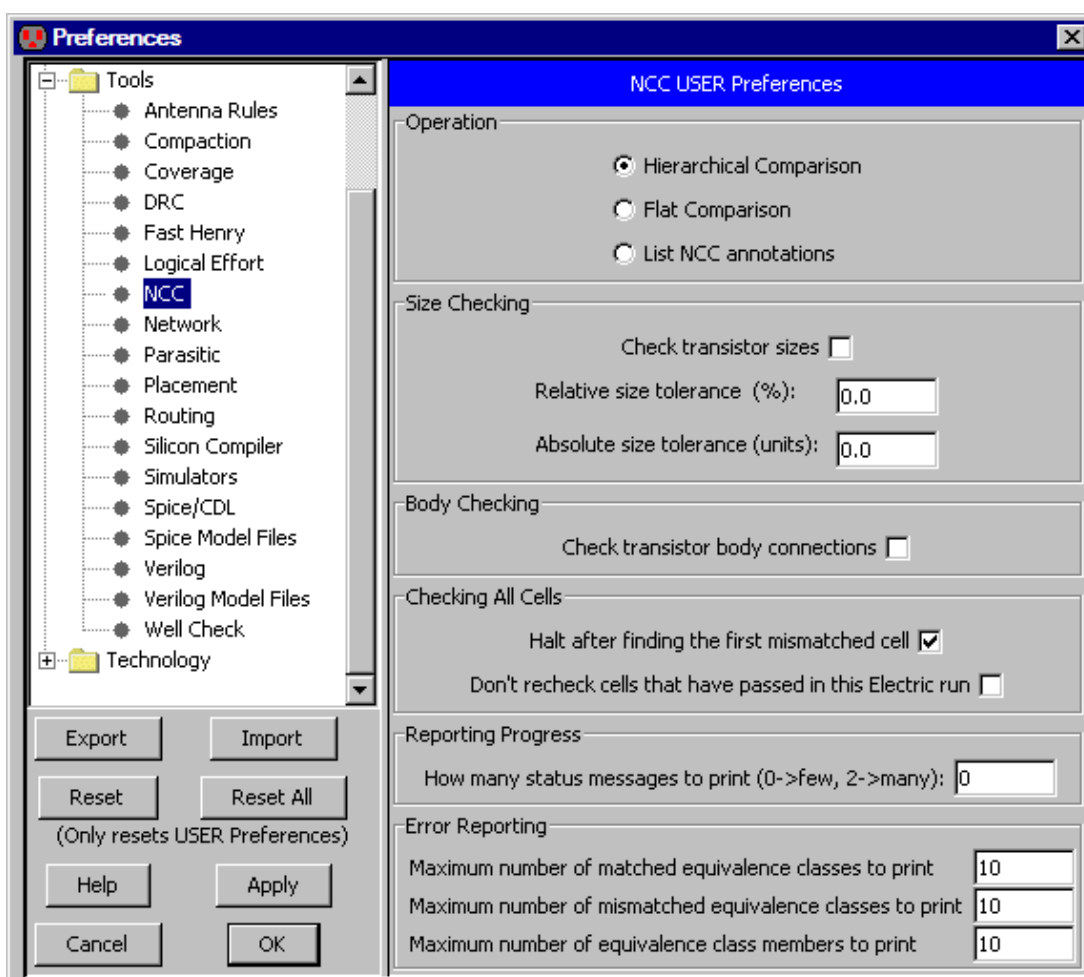 Preferences
Tools
Antenna Rules
Compaction
Coverage
DRC
Fast Henry
Logical Effort
NCC
Network
Parasitic
Placement
Routing
Silicon Compiler
Simulators
Spice/CDL
Spice Model Files
Verilog
Verilog Model Files
Well Check
Technology
Export Import
Reset Reset All
(Only resets USER Preferences)
Help Apply
Cancel OK
NCC USER Preferences
Operation
Hierarchical Comparison
Flat Comparison
List NCC annotations
Size Checking
Check transistor sizes
Relative size tolerance (%): 0.0
Absolute size tolerance (units): 0.0
Body Checking
Check transistor body connections
Checking All Cells
Halt after finding the first mismatched cell
Don't recheck cells that have passed in this Electric run
Reporting Progress
How many status messages to print (0->few, 2->many): 0
Error Reporting
Maximum number of matched equivalence classes to print 10
Maximum number of mismatched equivalence classes to print 10
Maximum number of equivalence class members to print 10